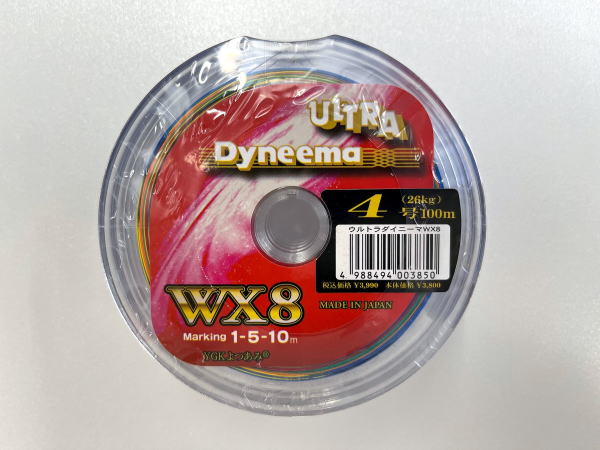 ULTRA
Dyneema
4
(26kg)
号100m
ウルトラダイニーマWX8
4 988494 003850
税込価格 ¥3,990 本体価格 ¥3,800
WX8
MADE IN JAPAN
Marking 1-5-10m
YGKよつあみ®